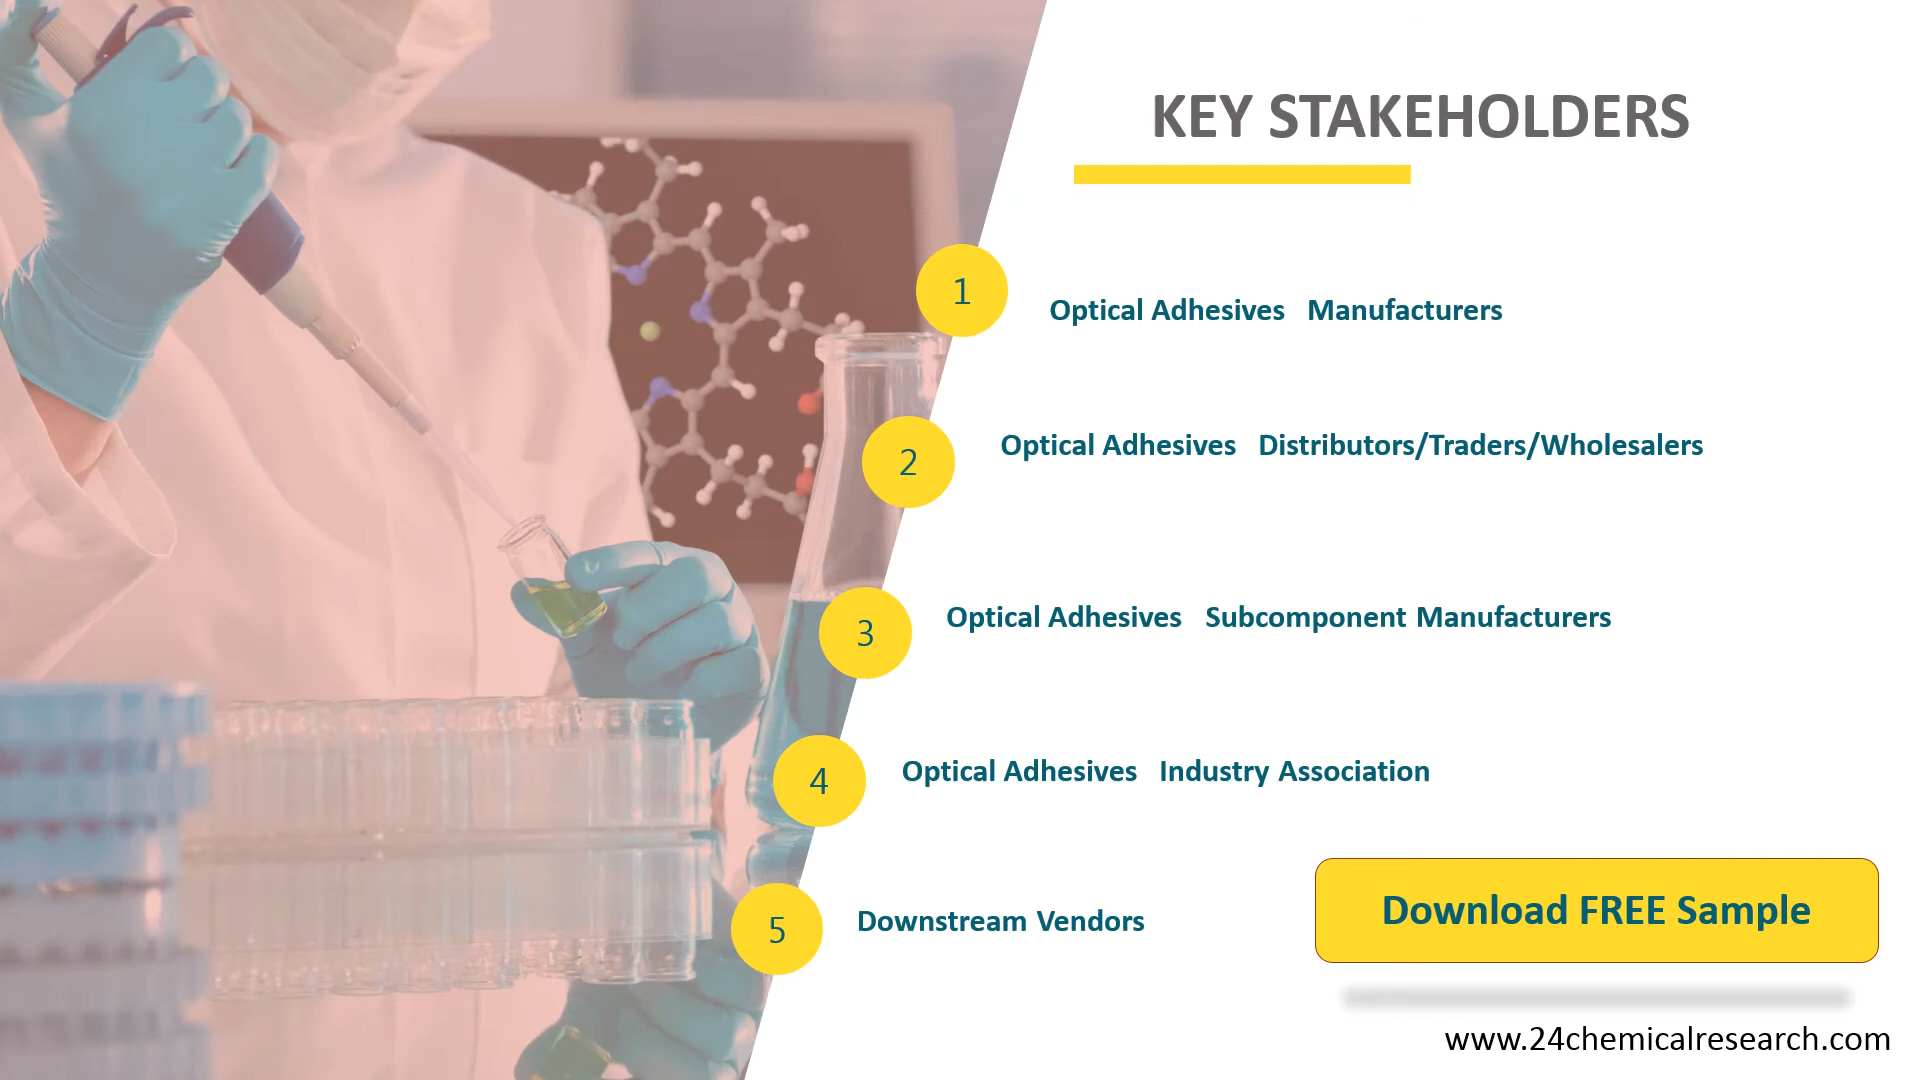 KEY STAKEHOLDERS
1
Optical Adhesives Manufacturers
2
Optical Adhesives Distributors/Traders/Wholesalers
3
Optical Adhesives Subcomponent Manufacturers
4
Optical Adhesives Industry Association
5
Downstream Vendors
Download FREE Sample
www.24chemicalresearch.com